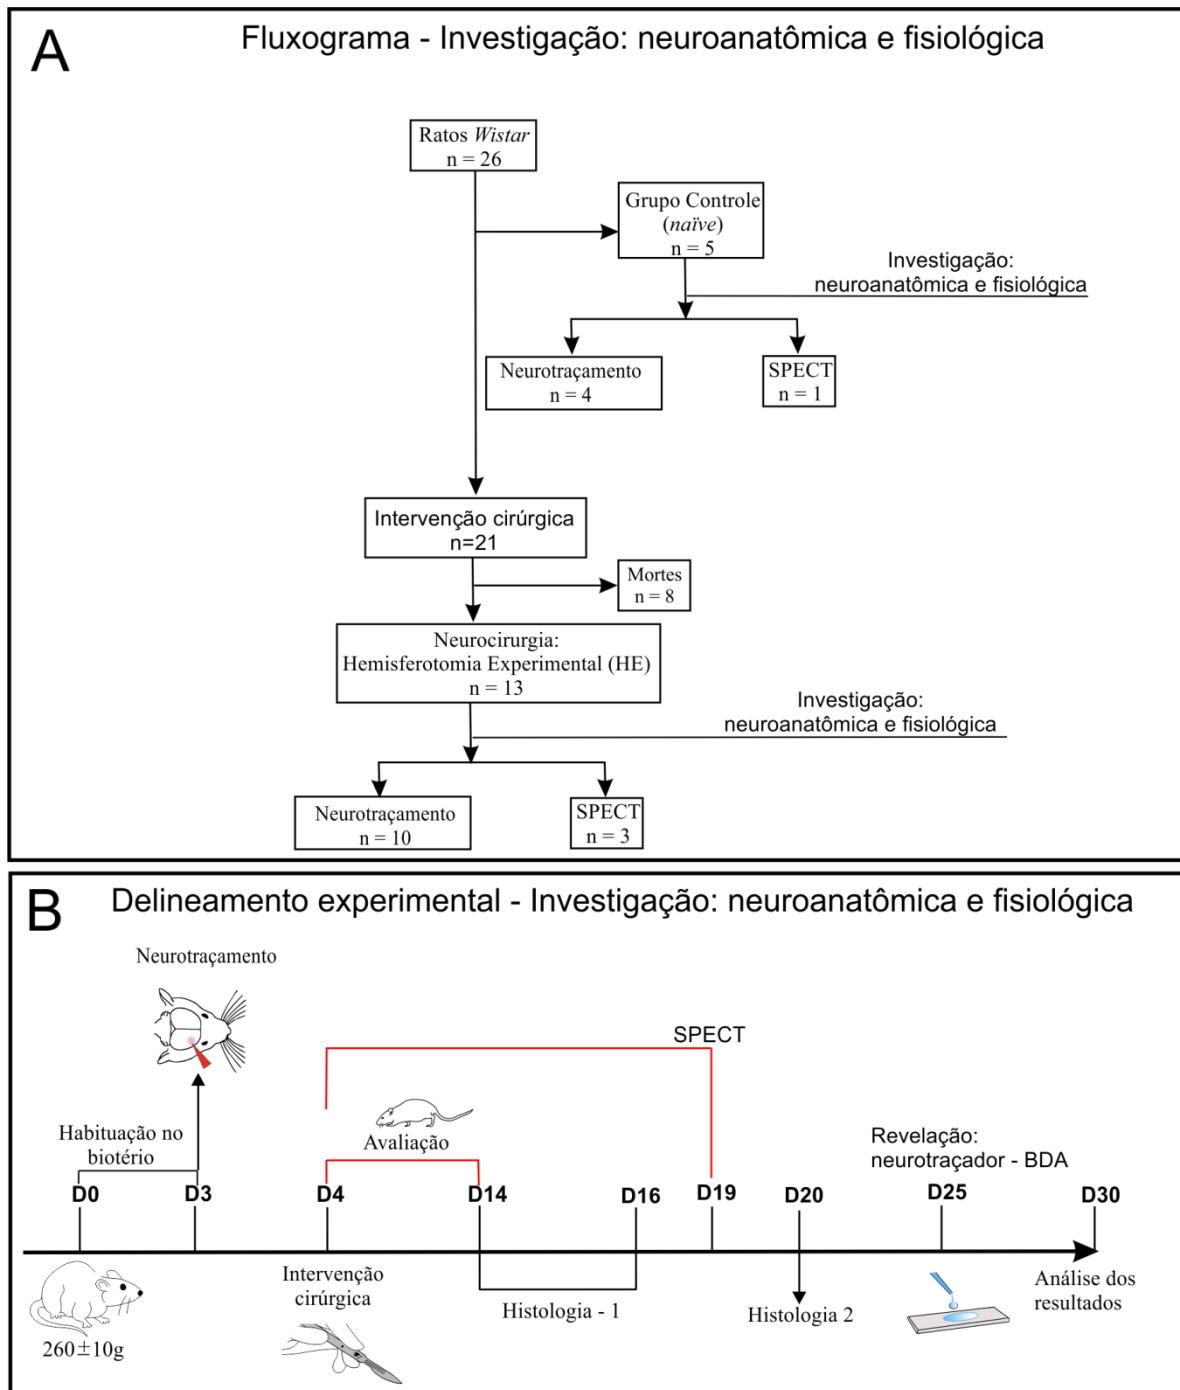 A
Fluxograma - Investigação: neuroanatômica e fisiológica
Ratos Wistar
n = 26
Grupo Controle
(naïve)
n = 5
Investigação:
neuroanatômica e fisiológica
Neurotraçamento
n = 4
SPECT
n = 1
Intervenção cirúrgica
n=21
Mortes
n = 8
Neurocirurgia:
Hemisferotomia Experimental (HE)
n = 13
Investigação:
neuroanatômica e fisiológica
Neurotraçamento
n = 10
SPECT
n = 3
B
Delineamento experimental - Investigação: neuroanatômica e fisiológica
Neurotraçamento
SPECT
Habituação no
biotério
Avaliação
Revelação:
neurotraçador - BDA
D0
D3
D4
D14
D16
D19
D20
D25
D30
260±10g
Intervenção
cirúrgica
Histologia - 1
Histologia 2
Análise dos
resultados